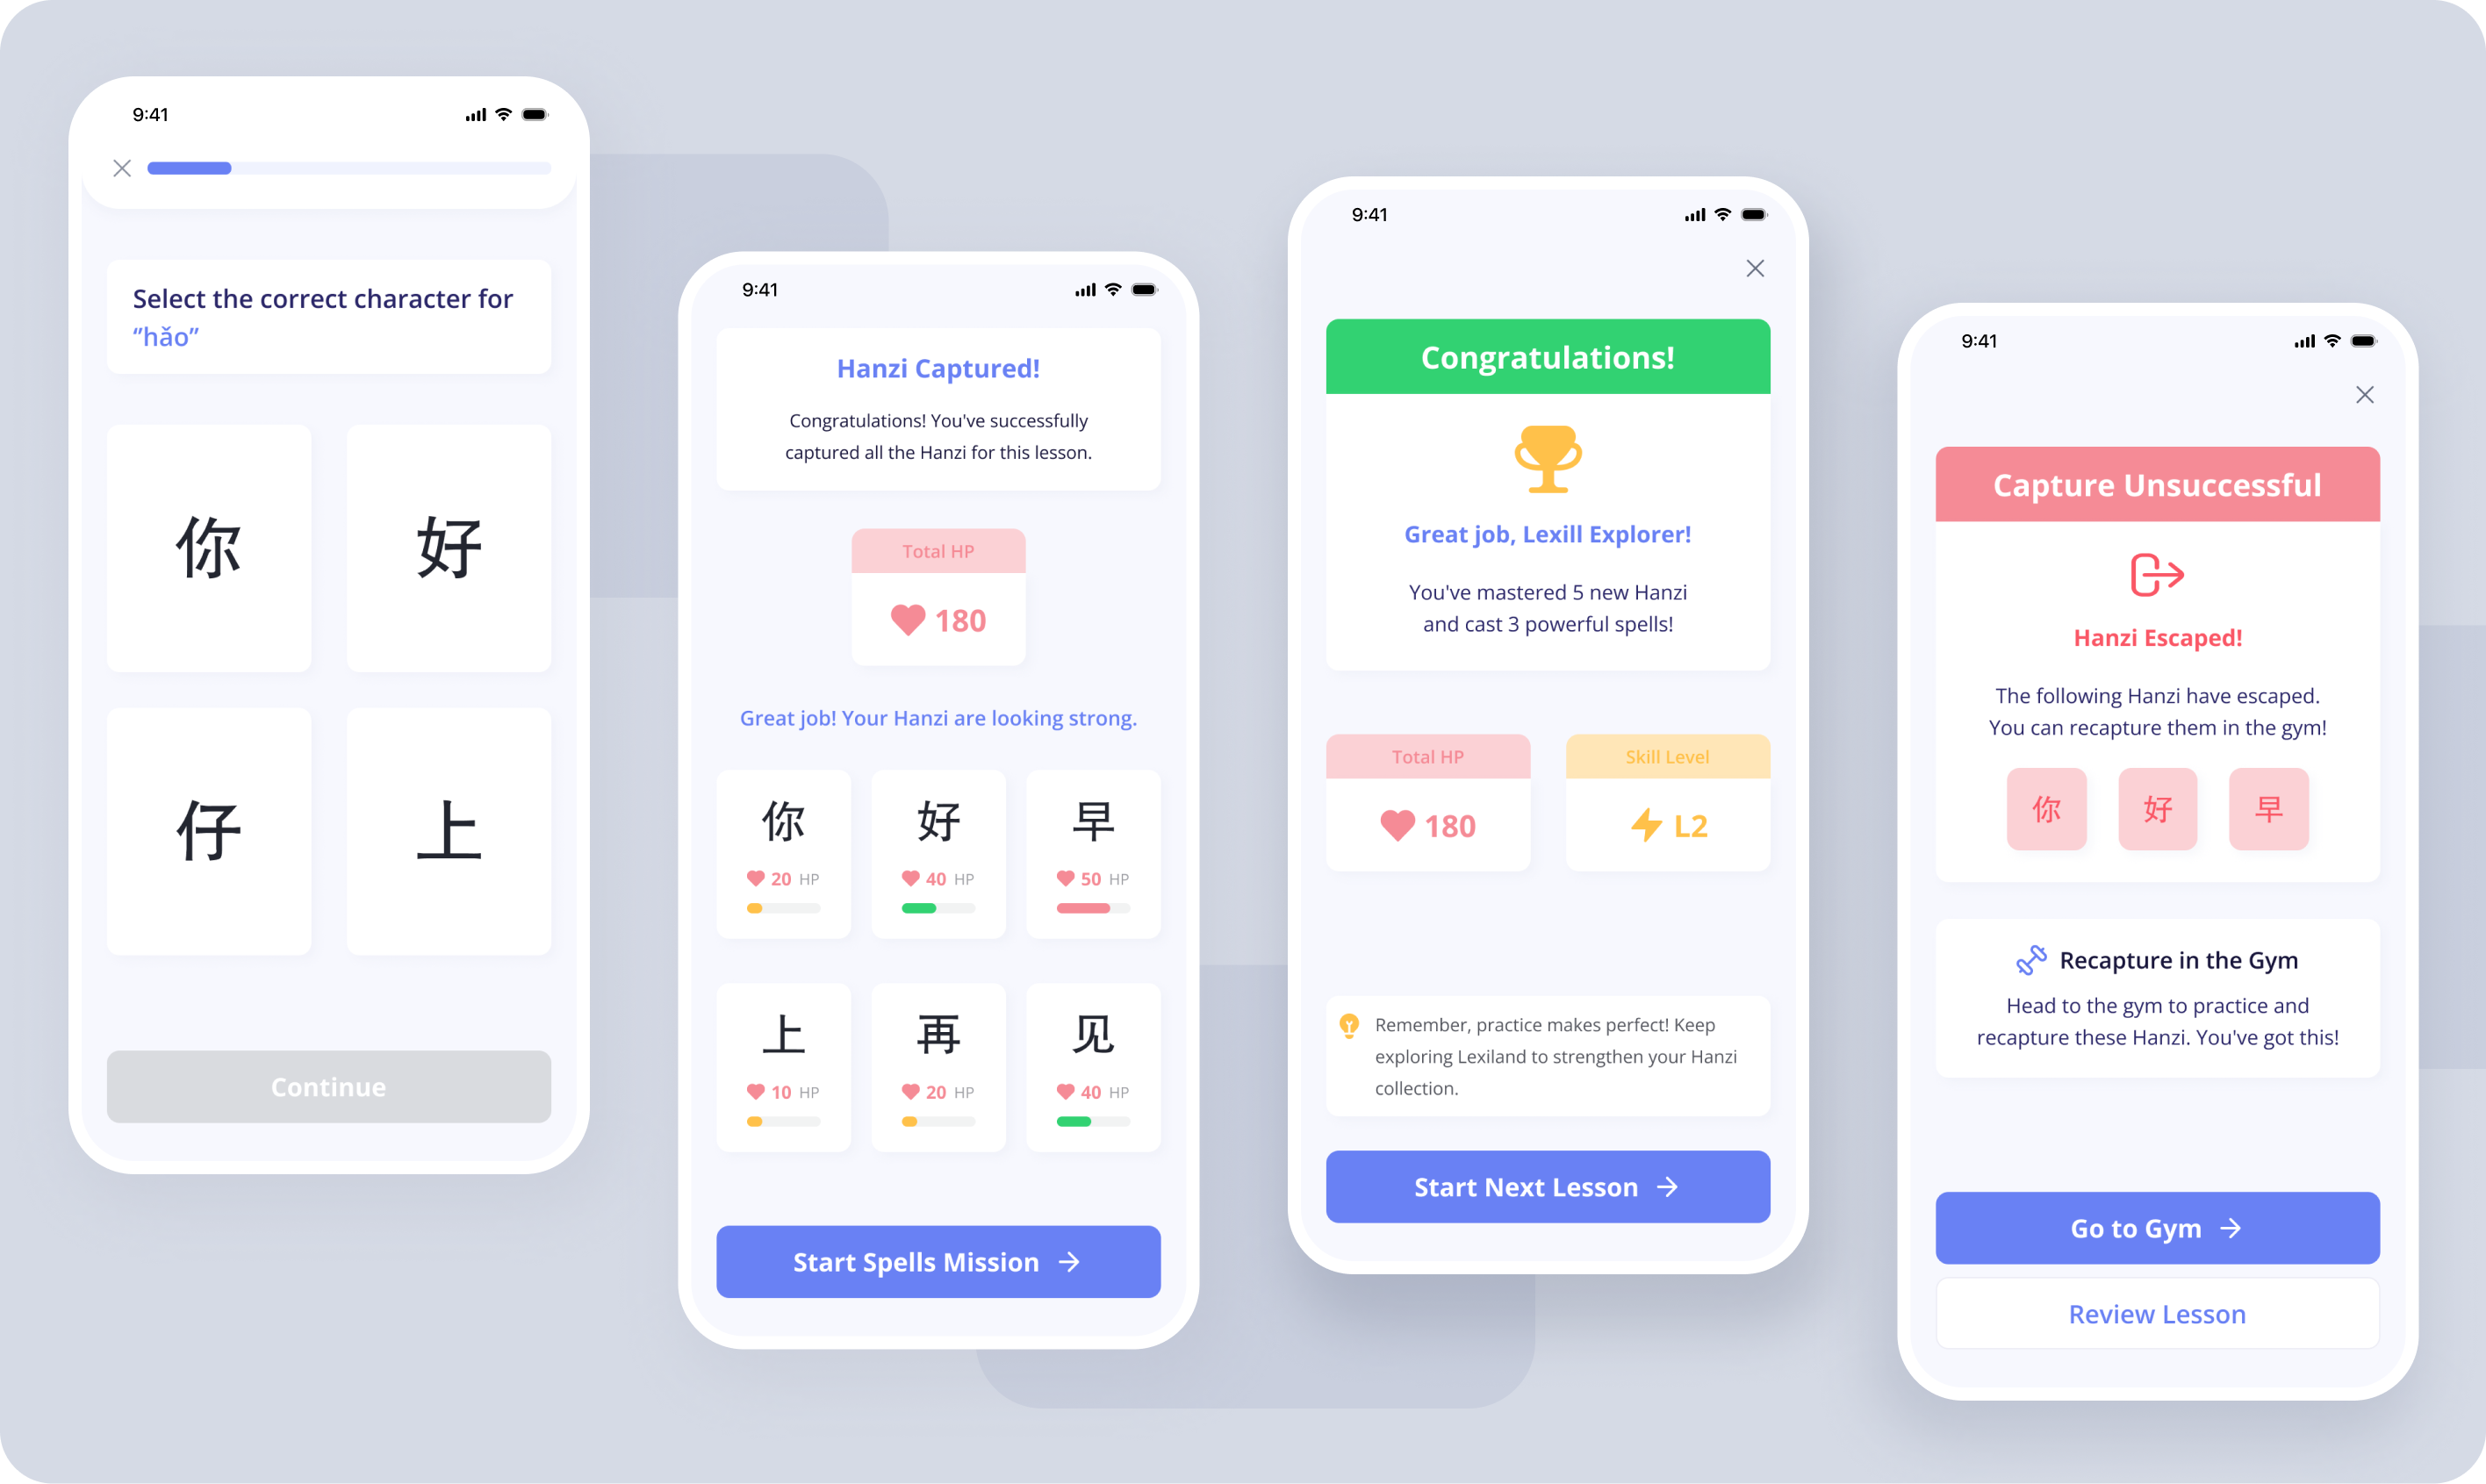 9:41
Select the correct character for
“hǎo”
你
好
仔
上
Continue
9:41
Hanzi Captured!
Congratulations! You've successfully
captured all the Hanzi for this lesson.
Total HP
180
Great job! Your Hanzi are looking strong.
你 好 早
20 HP 40 HP 50 HP
上 再 见
10 HP 20 HP 40 HP
Start Spells Mission
9:41
Congratulations!
Great job, Lexill Explorer!
You've mastered 5 new Hanzi
and cast 3 powerful spells!
Total HP
180
Skill Level
L2
Remember, practice makes perfect! Keep
exploring Lexiland to strengthen your Hanzi
collection.
Start Next Lesson
9:41
Capture Unsuccessful
Hanzi Escaped!
The following Hanzi have escaped.
You can recapture them in the gym!
你 好 早
Recapture in the Gym
Head to the gym to practice and
recapture these Hanzi. You've got this!
Go to Gym
Review Lesson